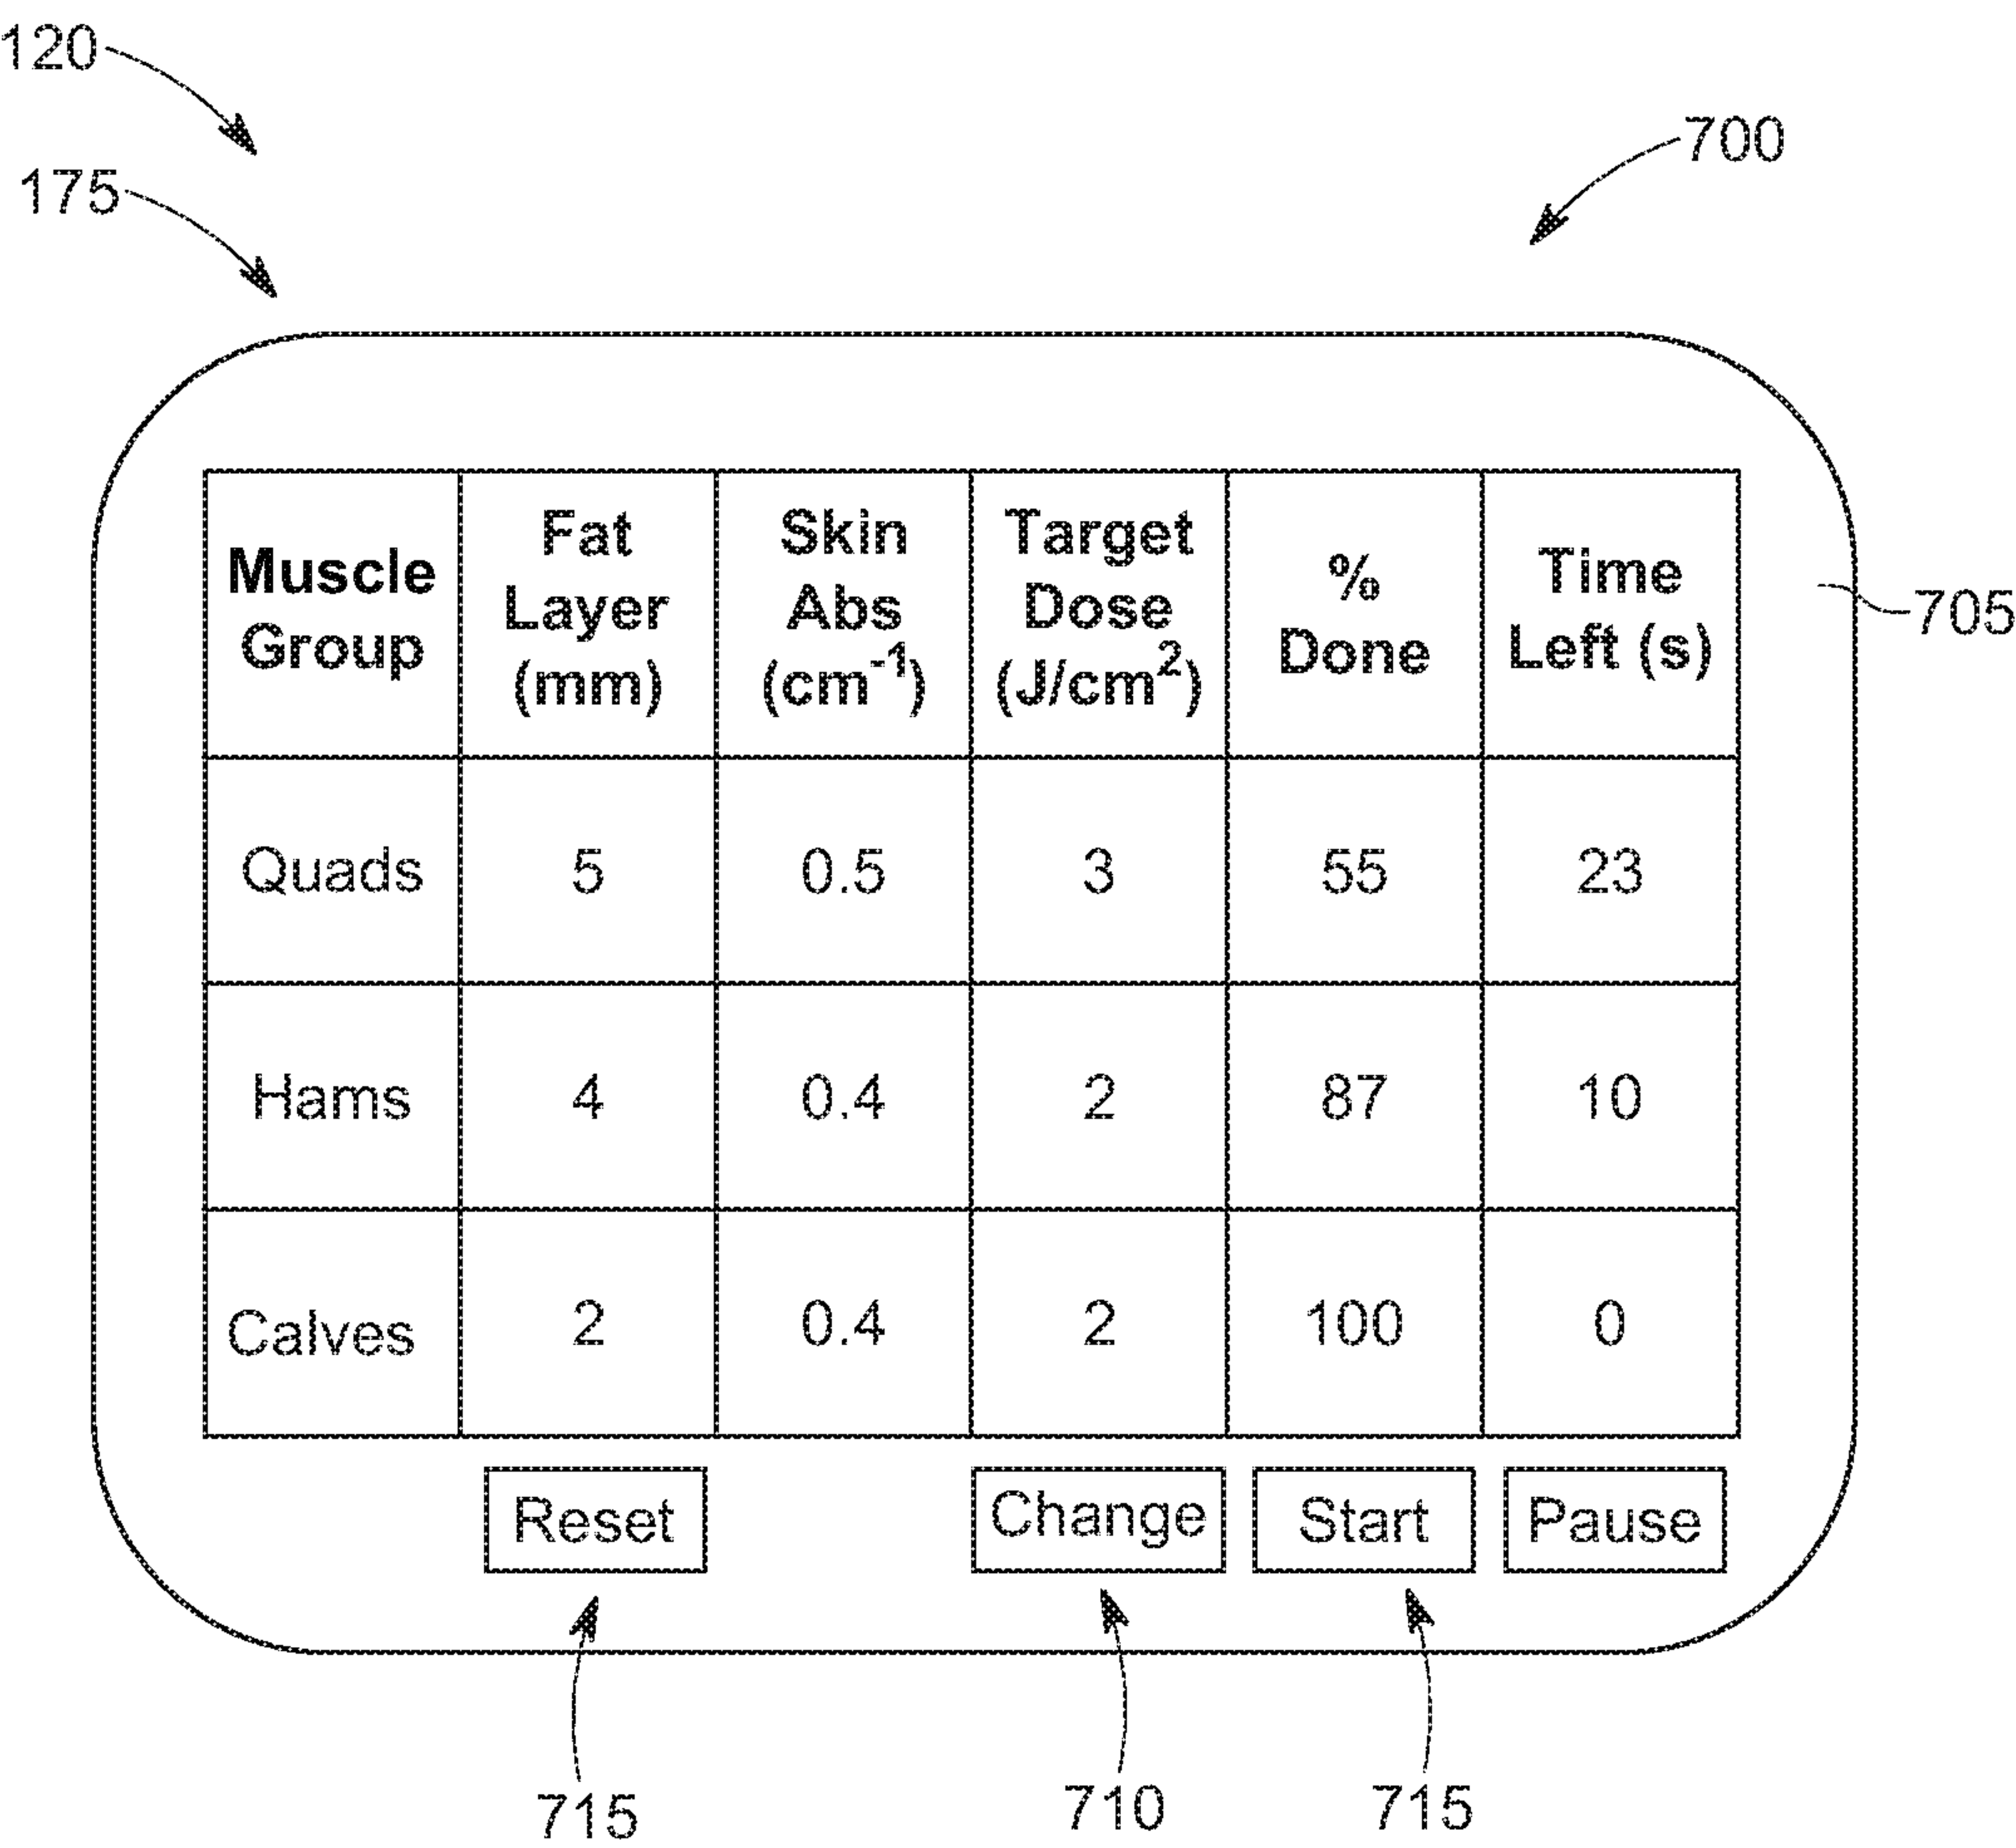 120
700
175
705
Muscle
Group
Fat
Layer
(mm)
Skin
Abs
(cm⁻¹)
Target
Dose
(J/cm²)
%
Done
Time
Left (s)
Quads 5 0.5 3 55 23
Hams 4 0.4 2 87 10
Calves 2 0.4 2 100 0
Reset Change Start Pause
715 710 715